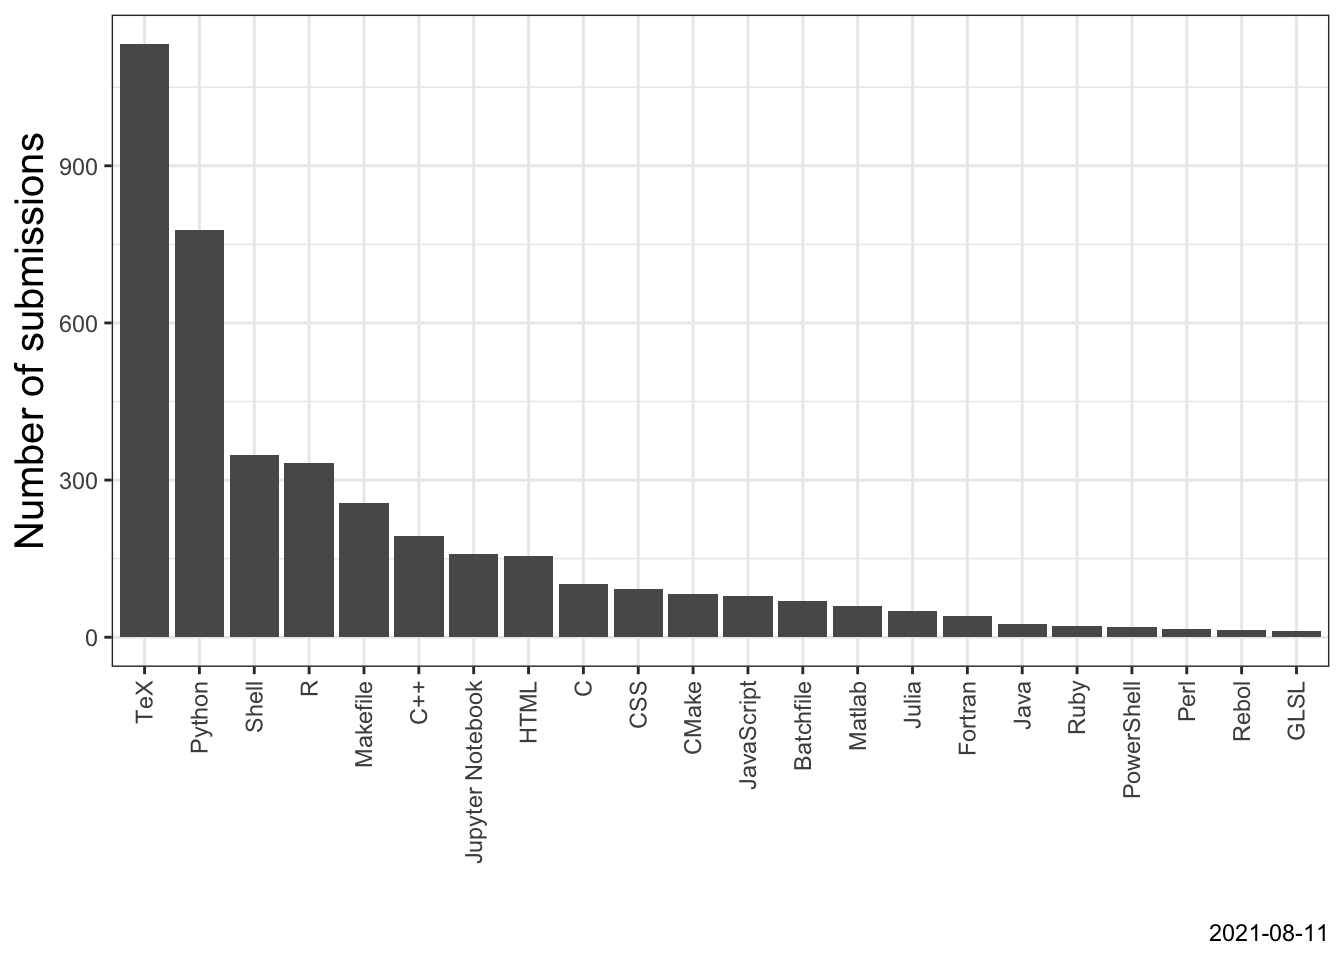 Number of submissions
900
600
300
0
TeX
Python
Shell
R
Makefile
C++
Jupyter Notebook
HTML
C
CSS
CMake
JavaScript
Batchfile
Matlab
Julia
Fortran
Java
Ruby
PowerShell
Perl
Rebol
GLSL
2021-08-11